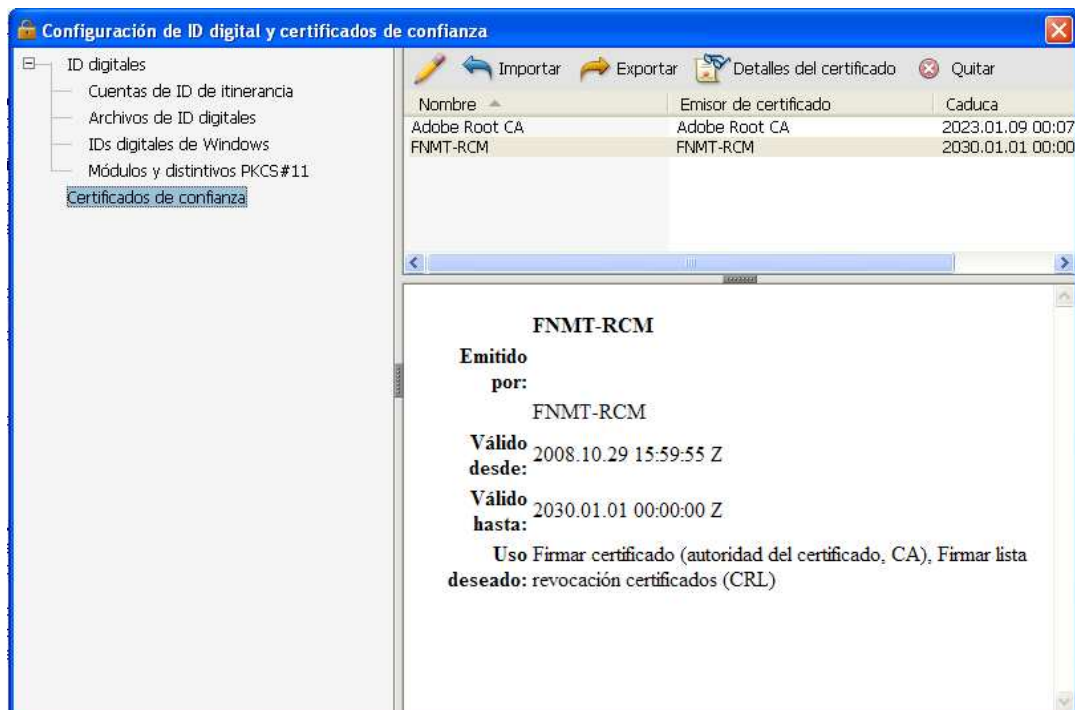 Configuración de ID digital y certificados de confianza
ID digitales
Cuentas de ID de itinerancia
Archivos de ID digitales
IDs digitales de Windows
Módulos y distintivos PKCS#11
Certificados de confianza
Importar Exportar Detalles del certificado Quitar
Nombre Emisor de certificado Caduca
Adobe Root CA Adobe Root CA 2023.01.09 00:07
FNMT-RCM FNMT-RCM 2030.01.01 00:00
FNMT-RCM
Emitido
por:
FNMT-RCM
Válido
desde: 2008.10.29 15:59:55 Z
Válido
hasta: 2030.01.01 00:00:00 Z
Uso Firmar certificado (autoridad del certificado, CA), Firmar lista
deseado: revocación certificados (CRL)